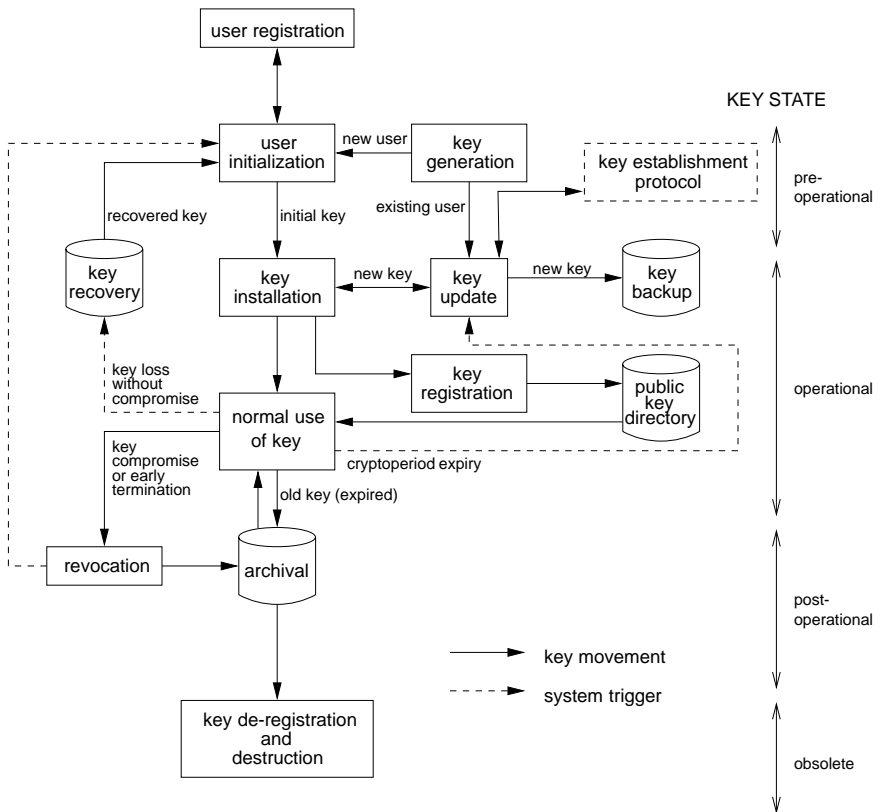 user registration
KEY STATE
user
initialization
new user
key
generation
key establishment
protocol
pre-
operational
recovered key
initial key
existing user
key
recovery
key
installation
new key
key
update
new key
key
backup
key loss
without
compromise
key
registration
public
key
directory
operational
normal use
of key
key
compromise
or early
termination
cryptoperiod expiry
old key (expired)
revocation
archival
post-
operational
key movement
system trigger
key de-registration
and
destruction
obsolete